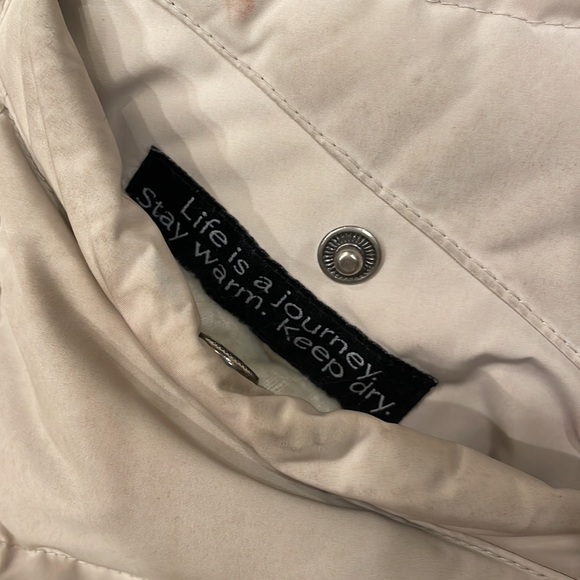 Life is a journey,
Stay warm. Keep dry.